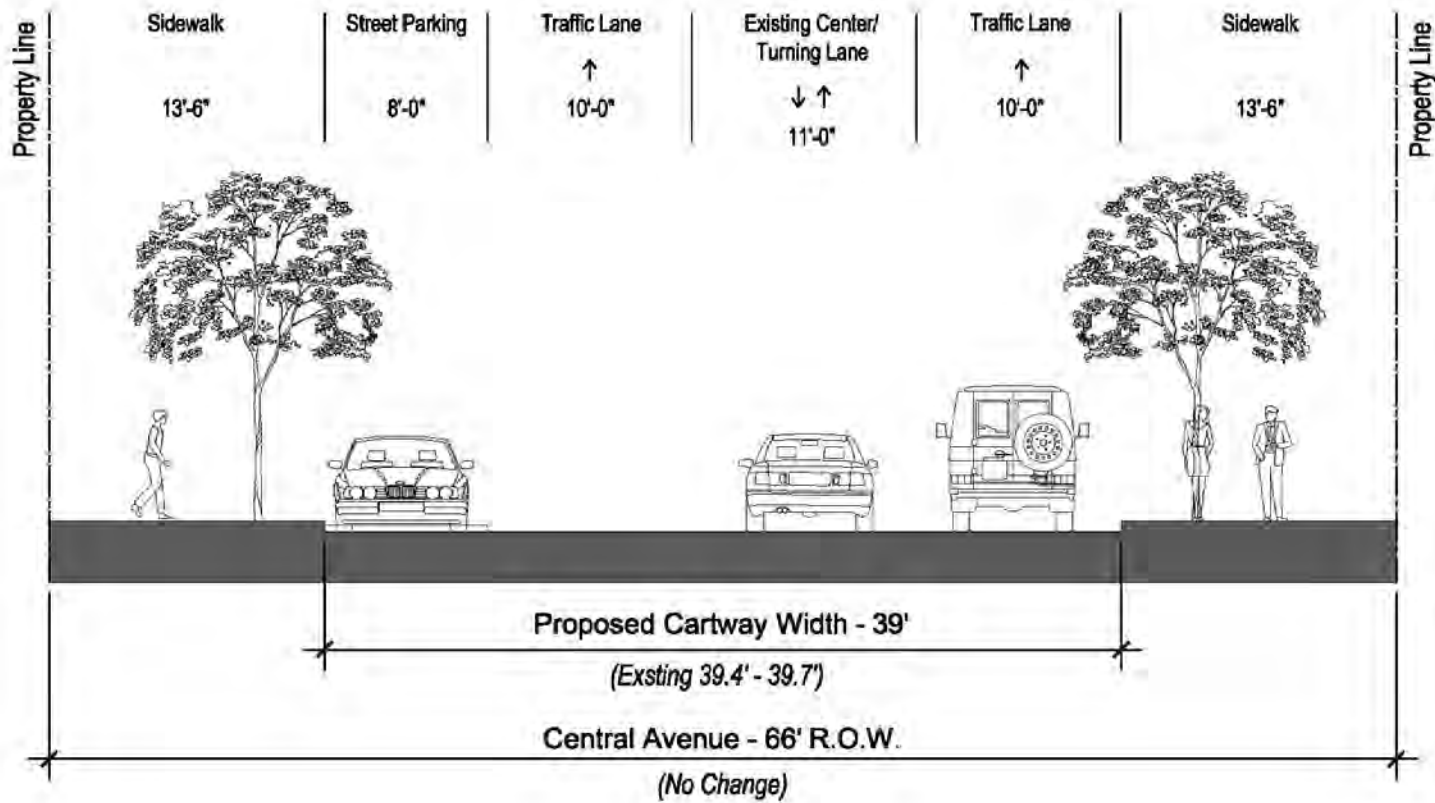 Property Line
Sidewalk
13'-6"
Street Parking
8'-0"
Traffic Lane
↑
10'-0"
Existing Center/
Turning Lane
↓ ↑
11'-0"
Traffic Lane
↑
10'-0"
Sidewalk
13'-6"
Property Line
Proposed Cartway Width - 39'
(Exsting 39.4' - 39.7')
Central Avenue - 66' R.O.W.
(No Change)